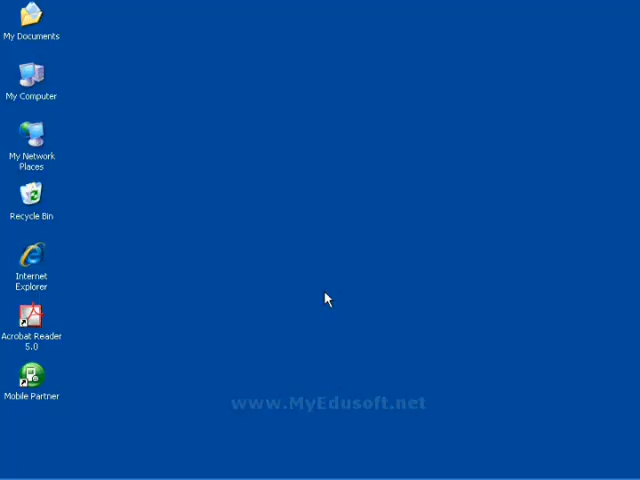 My Documents
My Computer
My Network
Places
Recycle Bin
Internet
Explorer
Acrobat Reader
5.0
Mobile Partner
www.MyEdusoft.net